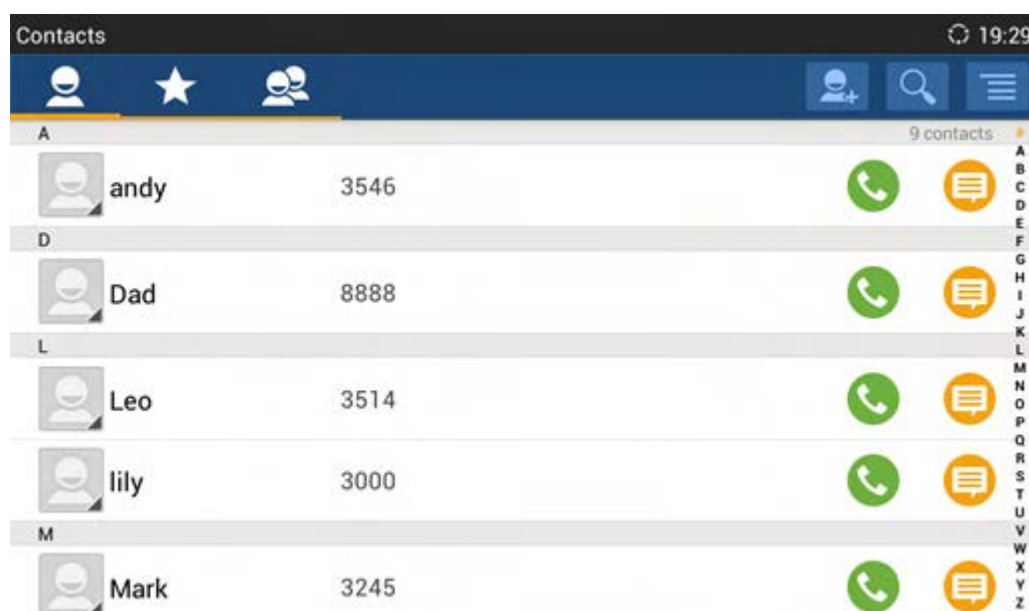 Contacts 19:29
A 9 contacts #
andy 3546
D
Dad 8888
L
Leo 3514
lily 3000
M
Mark 3245
A
B
C
D
E
F
G
H
I
J
K
L
M
N
O
P
Q
R
S
T
U
V
W
X
Y
Z